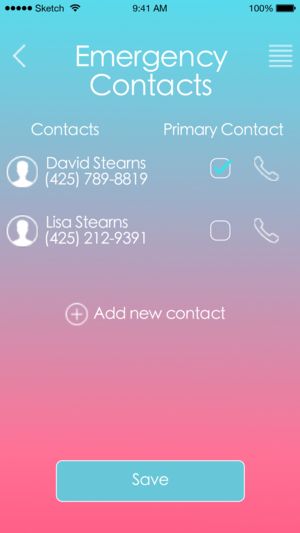 Sketch 9:41 AM 100%
Emergency
Contacts
Contacts Primary Contact
David Stearns
(425) 789-8819
Lisa Stearns
(425) 212-9391
Add new contact
Save